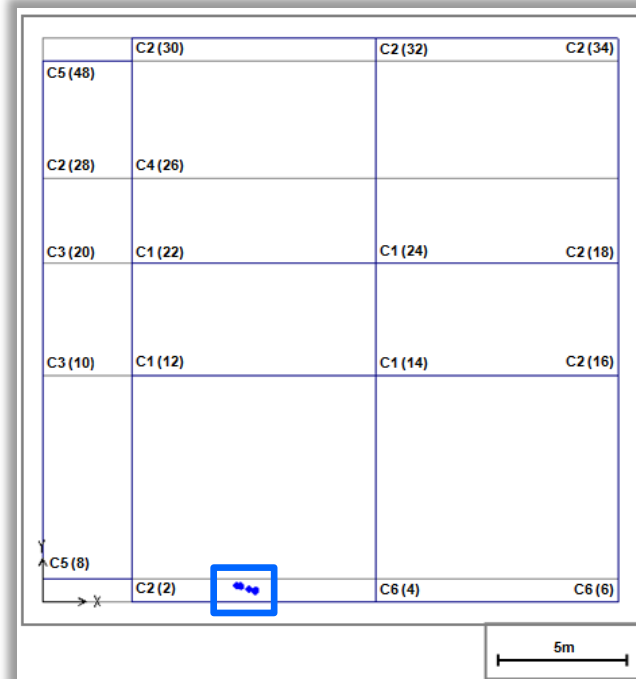 C2 (30) C2 (32) C2 (34)
C5 (48)
C2 (28) C4 (26)
C3 (20) C1 (22) C1 (24) C2 (18)
C3 (10) C1 (12) C1 (14) C2 (16)
Y
C5 (8)
C2 (2) C6 (4) C6 (6)
X
5m